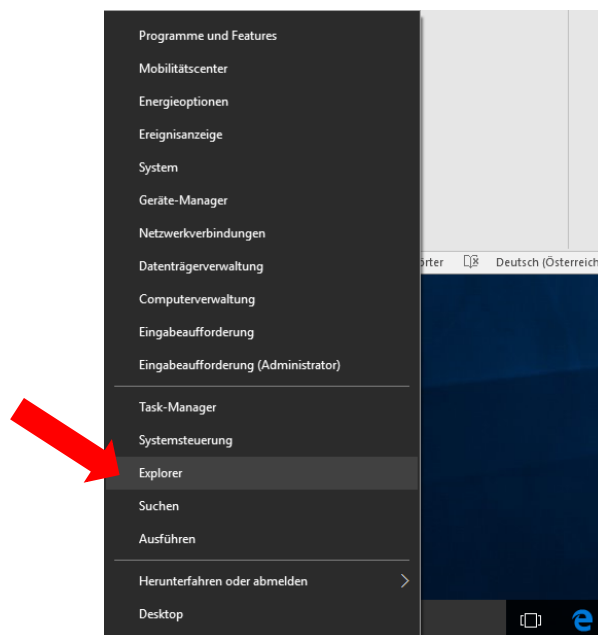 Programme und Features
Mobilitätscenter
Energieoptionen
Ereignisanzeige
System
Geräte-Manager
Netzwerkverbindungen
Datenträgerverwaltung
Deutsch (Österreich
Computerverwaltung
Eingabeaufforderung
Eingabeaufforderung (Administrator)
Task-Manager
Systemsteuerung
Explorer
Suchen
Ausführen
Herunterfahren oder abmelden
Desktop